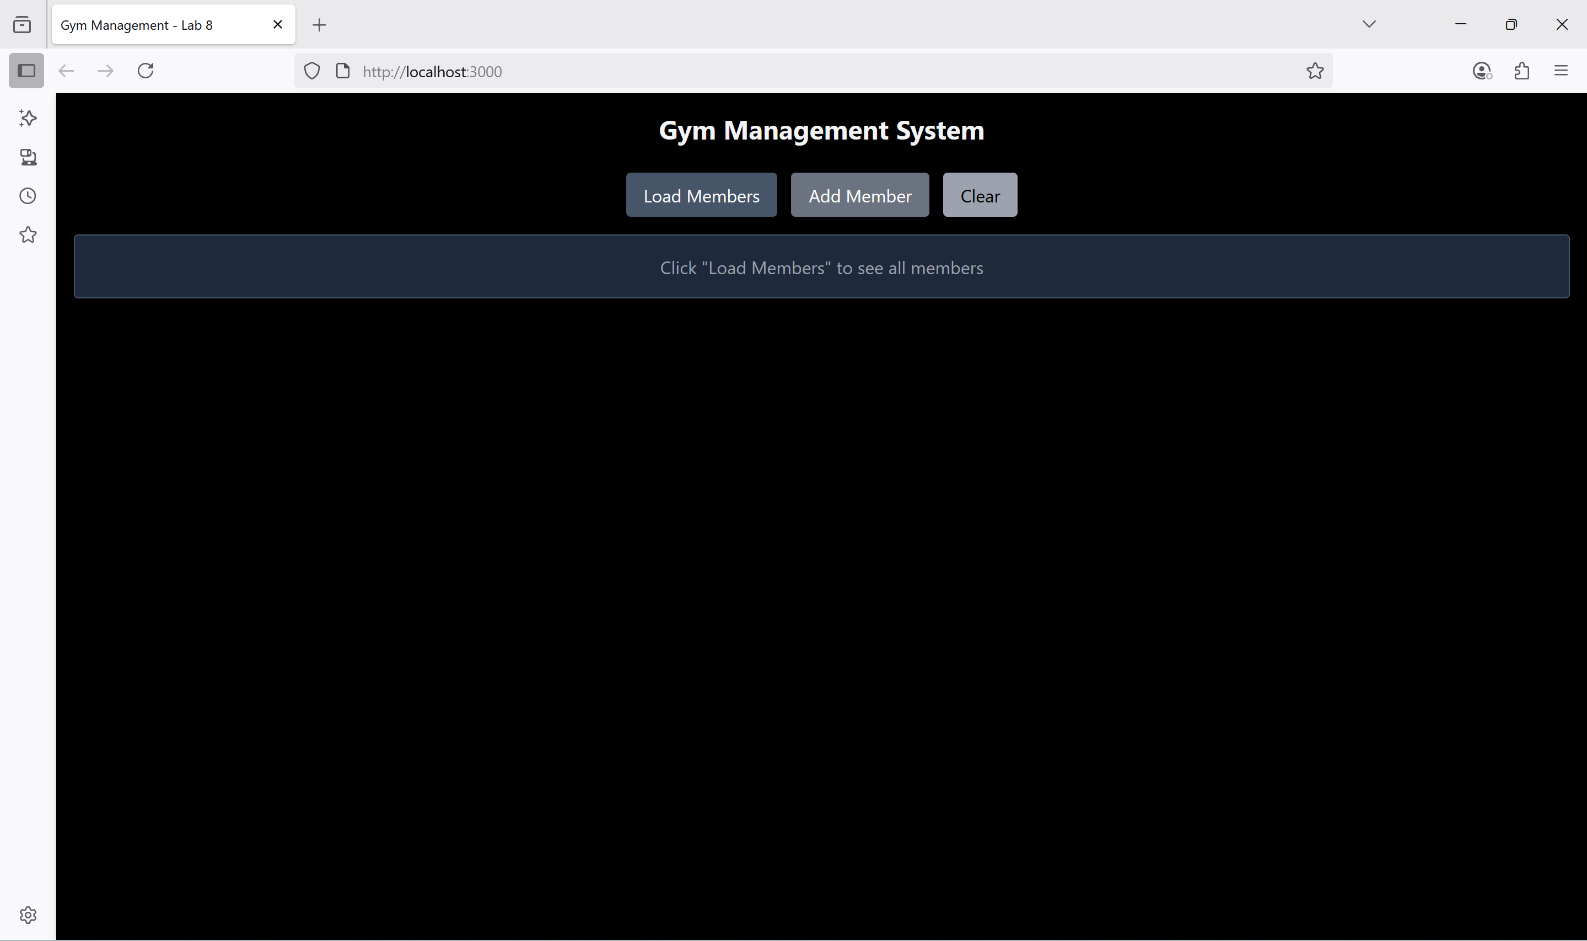 Gym Management - Lab 8
http://localhost:3000
Gym Management System
Load Members
Add Member
Clear
Click "Load Members" to see all members